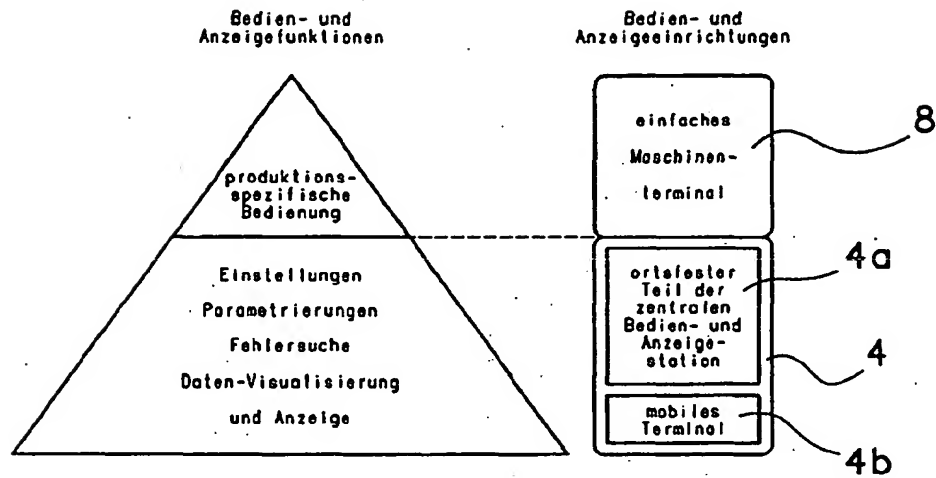 Bedien- und
Anzeigefunktionen
Bedien- und
Anzeigeeinrichtungen
produktions-
spezifische
Bedienung
Einstellungen
Parametrierungen
Fehlersuche
Daten-Visualisierung
und Anzeige
einfaches
Maschinen-
terminal
8
ortsfester
Teil der
zentralen
Bedien- und
Anzeige-
station
4a
4
mobiles
Terminal
4b